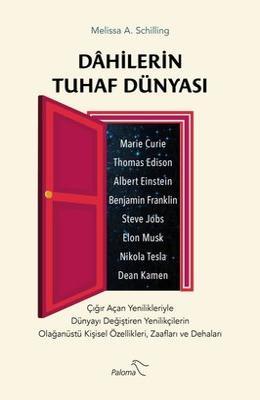 Melissa A. Schilling
DÂHİLERİN
TUHAF DÜNYASI
Marie Curie
Thomas Edison
Albert Einstein
Benjamin Franklin
Steve Jobs
Elon Musk
Nikola Tesla
Dean Kamen
Çığır Açan Yenilikleriyle
Dünyayı Değiştiren Yenilikçilerin
Olağanüstü Kişisel Özellikleri, Zaafları ve Dehaları
Paloma